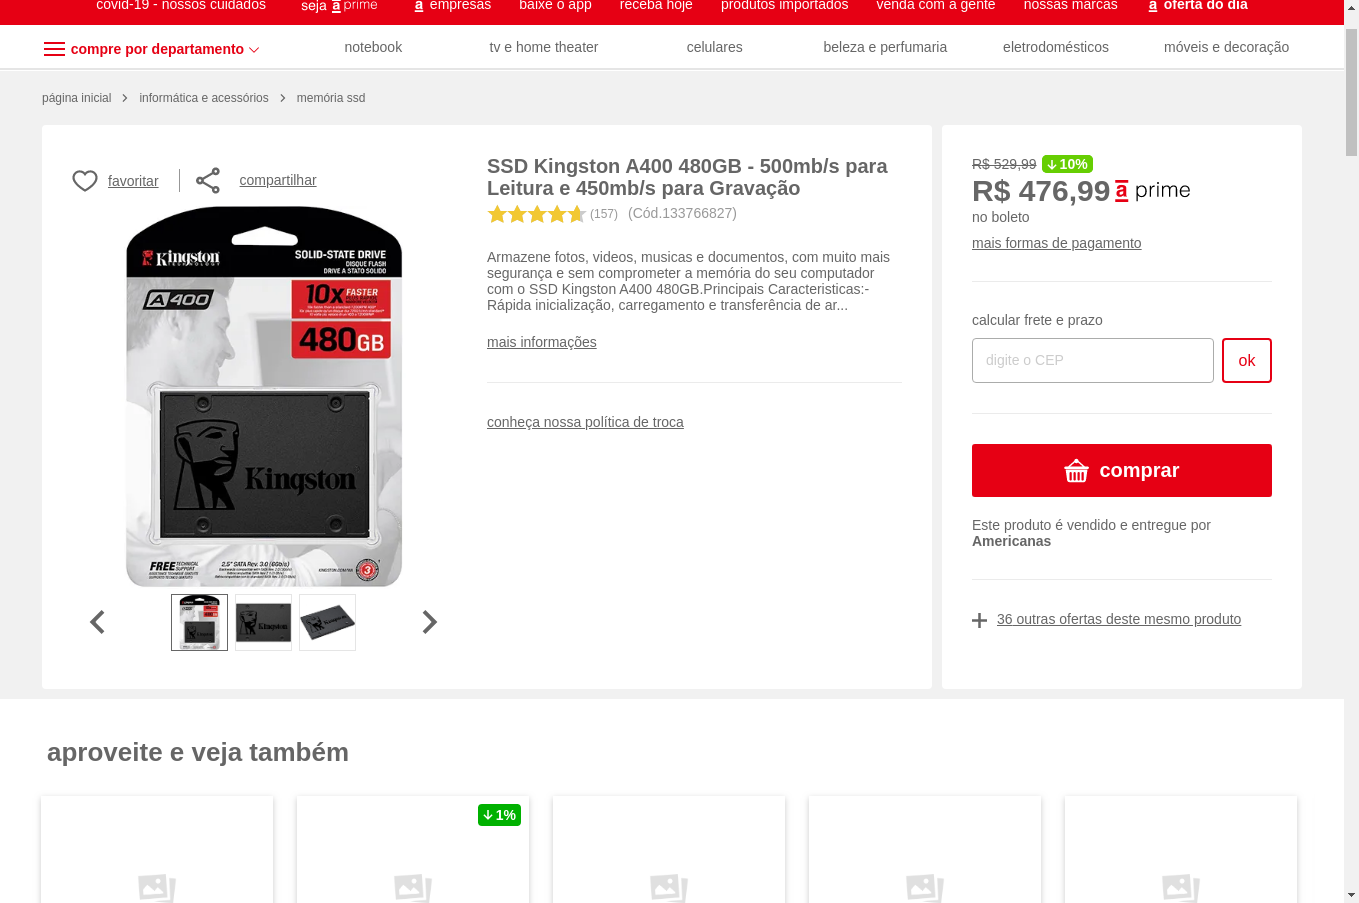 covid-19 - nossos cuidados
seja a prime
a empresas
baixe o app
receba hoje
produtos importados
venda com a gente
nossas marcas
a oferta do dia
compre por departamento
notebook
tv e home theater
celulares
beleza e perfumaria
eletrodomésticos
móveis e decoração
página inicial > informática e acessórios > memória ssd
favoritar
compartilhar
Kingston
TECHNOLOGY
SOLID-STATE DRIVE
DISQUE FLASH
DRIVE A STATO SOLIDO
A400
10x FASTER
480GB
Kingston
FREE TECHNICAL SUPPORT
2.5" SATA Rev. 3.0 (6Gb/s)
3
SSD Kingston A400 480GB - 500mb/s para
Leitura e 450mb/s para Gravação
(157) (Cód.133766827)
Armazene fotos, videos, musicas e documentos, com muito mais
segurança e sem comprometer a memória do seu computador
com o SSD Kingston A400 480GB.Principais Caracteristicas:-
Rápida inicialização, carregamento e transferência de ar...
mais informações
conheça nossa política de troca
R$ 529,99 10%
R$ 476,99 a prime
no boleto
mais formas de pagamento
calcular frete e prazo
digite o CEP
ok
comprar
Este produto é vendido e entregue por
Americanas
36 outras ofertas deste mesmo produto
aproveite e veja também
1%